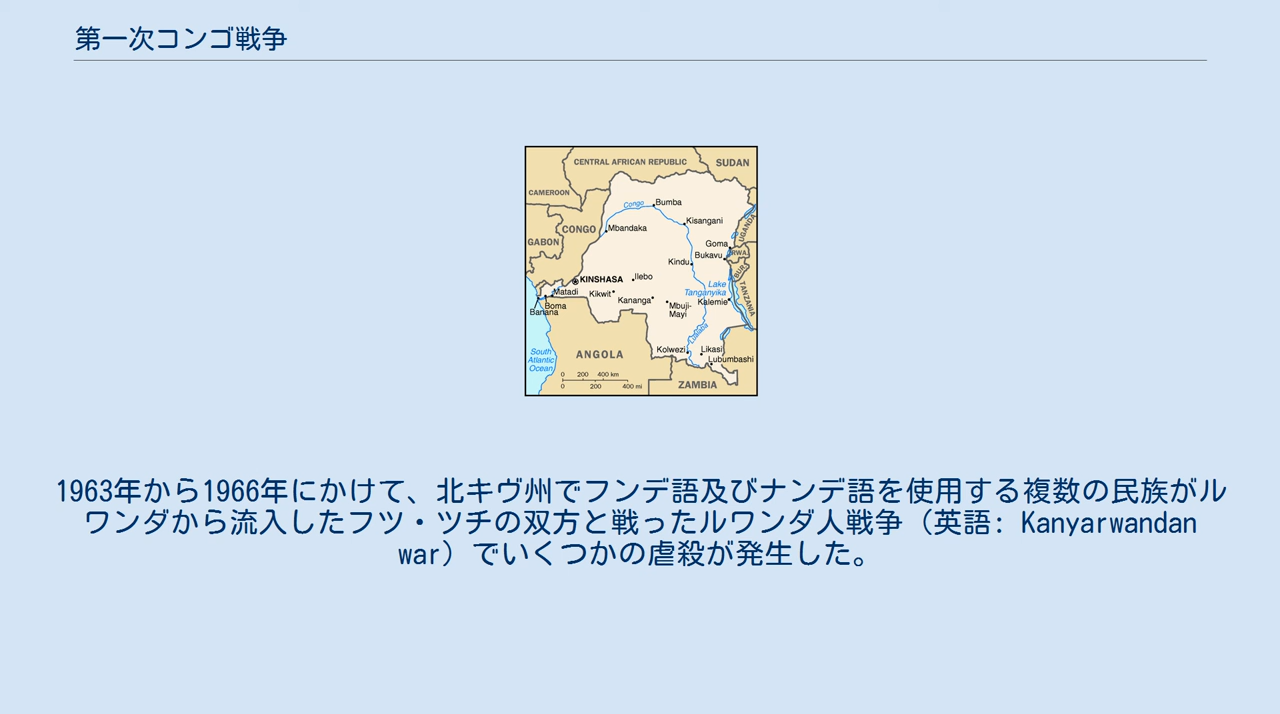 第一次コンゴ戦争
CENTRAL AFRICAN REPUBLIC
SUDAN
CAMEROON
Congo
Bumba
Kisangani
UGANDA
CONGO
Mbandaka
GABON
Goma
RWA.
Bukavu
Kindu
BUR.
KINSHASA
Ilebo
Lake
Tanganyika
TANZANIA
Matadi
Kikwit
Kananga
Kalemie
Boma
Banana
Mbuji-
Mayi
Lualaba
South
Atlantic
Ocean
ANGOLA
Kolwezi
Likasi
Lubumbashi
0 200 400 km
0 200 400 mi
ZAMBIA
1963年から1966年にかけて、北キヴ州でフンデ語及びナンデ語を使用する複数の民族がル
ワンダから流入したフツ・ツチの双方と戦ったルワンダ人戦争（英語: Kanyarwandan
war）でいくつかの虐殺が発生した。